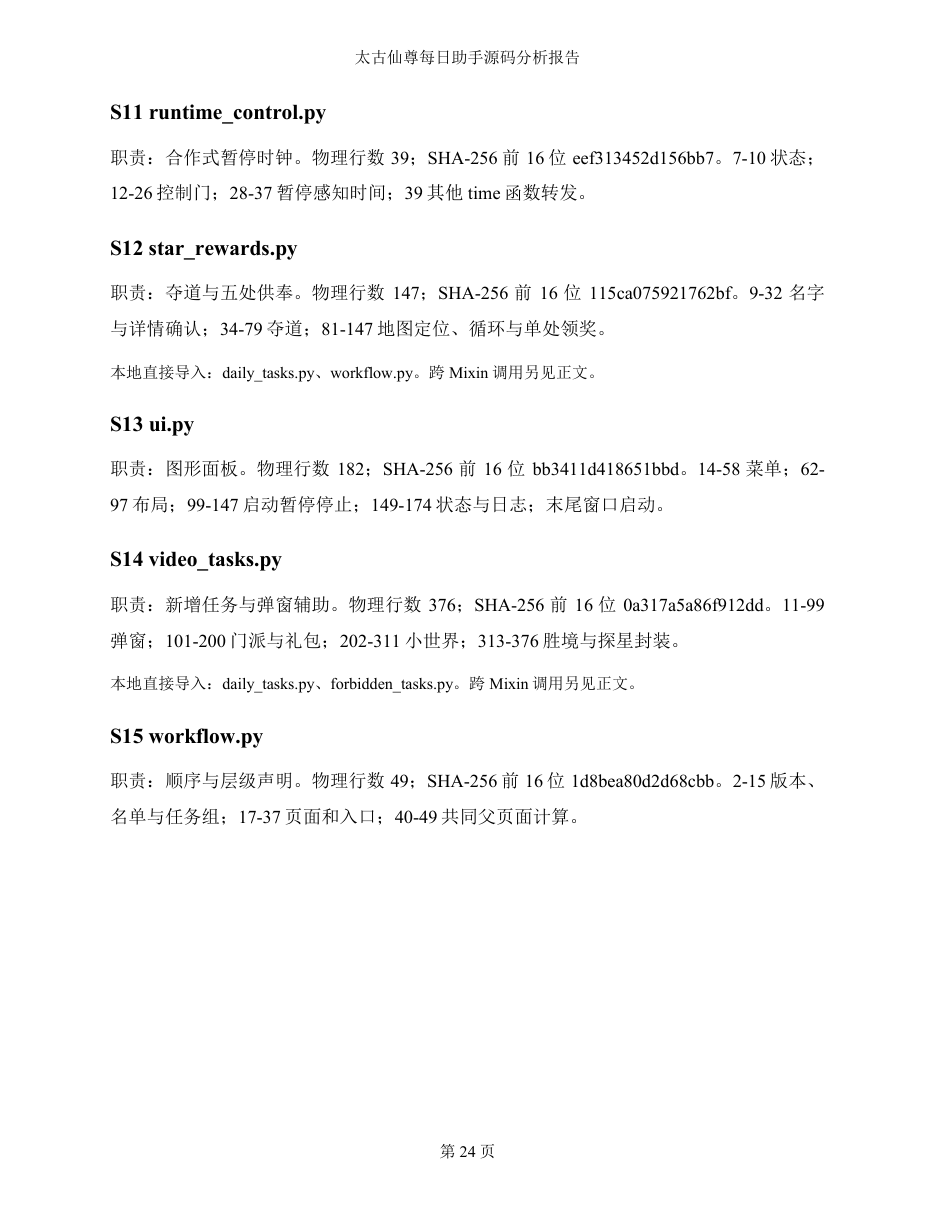 太古仙尊每日助手源码分析报告
S11 runtime_control.py
职责：合作式暂停时钟。物理行数 39；SHA-256 前 16 位 eef313452d156bb7。7-10 状态；
12-26 控制门；28-37 暂停感知时间；39 其他 time 函数转发。
S12 star_rewards.py
职责：夺道与五处供奉。物理行数 147；SHA-256 前 16 位 115ca075921762bf。9-32 名字
与详情确认；34-79 夺道；81-147 地图定位、循环与单处领奖。
本地直接导入：daily_tasks.py、workflow.py。跨 Mixin 调用另见正文。
S13 ui.py
职责：图形面板。物理行数 182；SHA-256 前 16 位 bb3411d418651bbd。14-58 菜单；62-
97 布局；99-147 启动暂停停止；149-174 状态与日志；末尾窗口启动。
S14 video_tasks.py
职责：新增任务与弹窗辅助。物理行数 376；SHA-256 前 16 位 0a317a5a86f912dd。11-99
弹窗；101-200 门派与礼包；202-311 小世界；313-376 胜境与探星封装。
本地直接导入：daily_tasks.py、forbidden_tasks.py。跨 Mixin 调用另见正文。
S15 workflow.py
职责：顺序与层级声明。物理行数 49；SHA-256 前 16 位 1d8bea80d2d68cbb。2-15 版本、
名单与任务组；17-37 页面和入口；40-49 共同父页面计算。
第 24 页